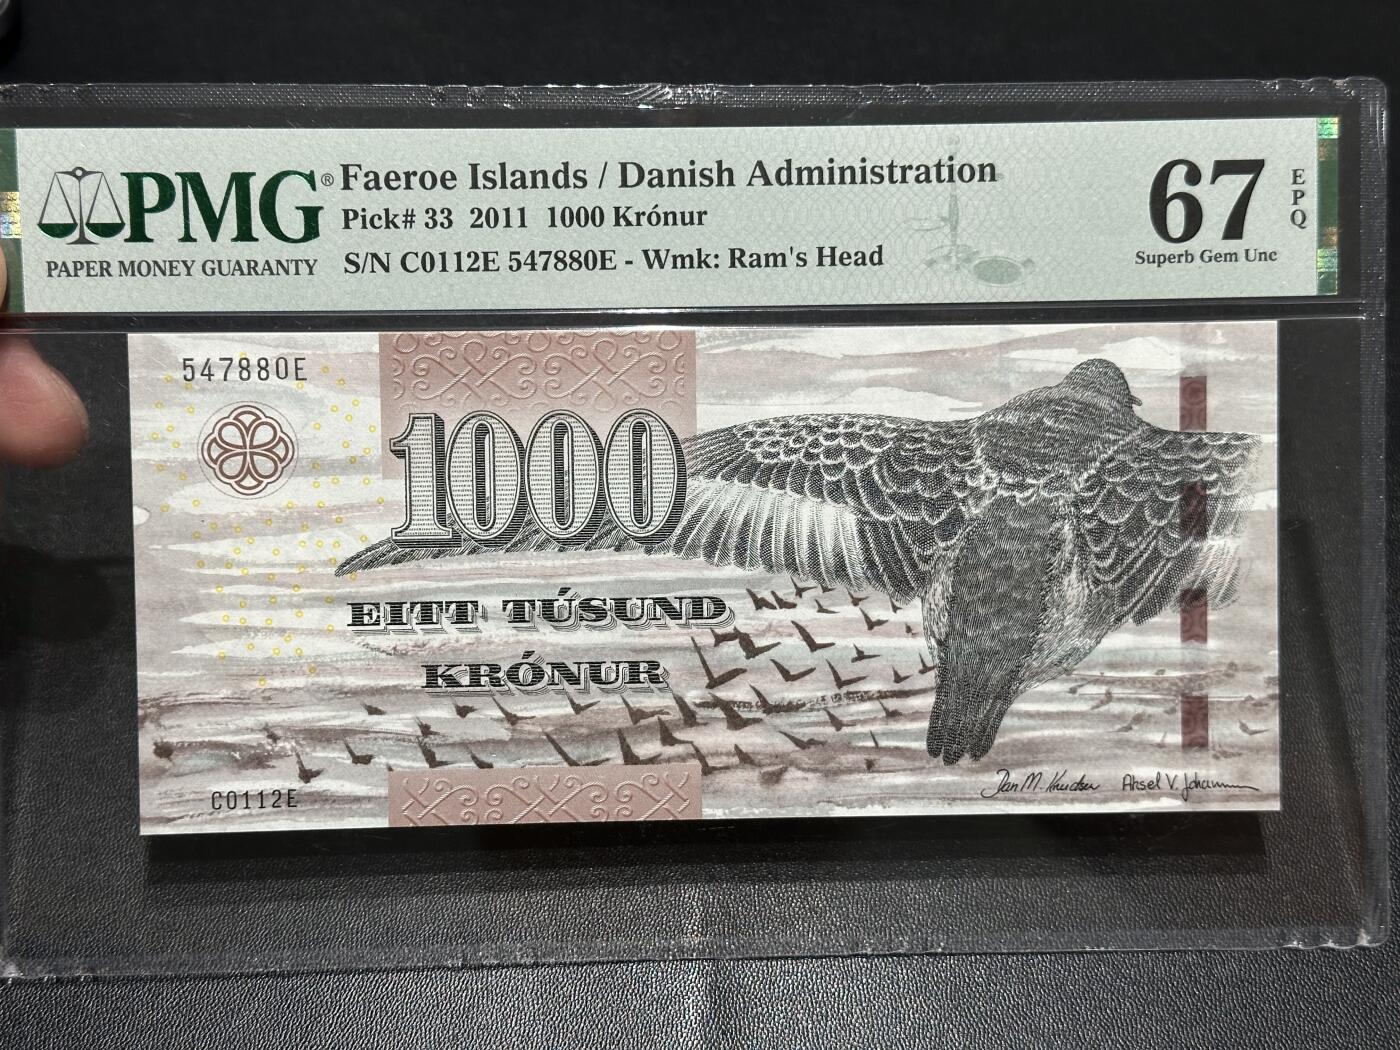 PMG®
PAPER MONEY GUARANTY
Faeroe Islands / Danish Administration
Pick# 33 2011 1000 Krónur
S/N C0112E 547880E - Wmk: Ram's Head
67
EPQ
Superb Gem Unc
547880E
1000
EITT TÚSUND
KRÓNUR
C0112E